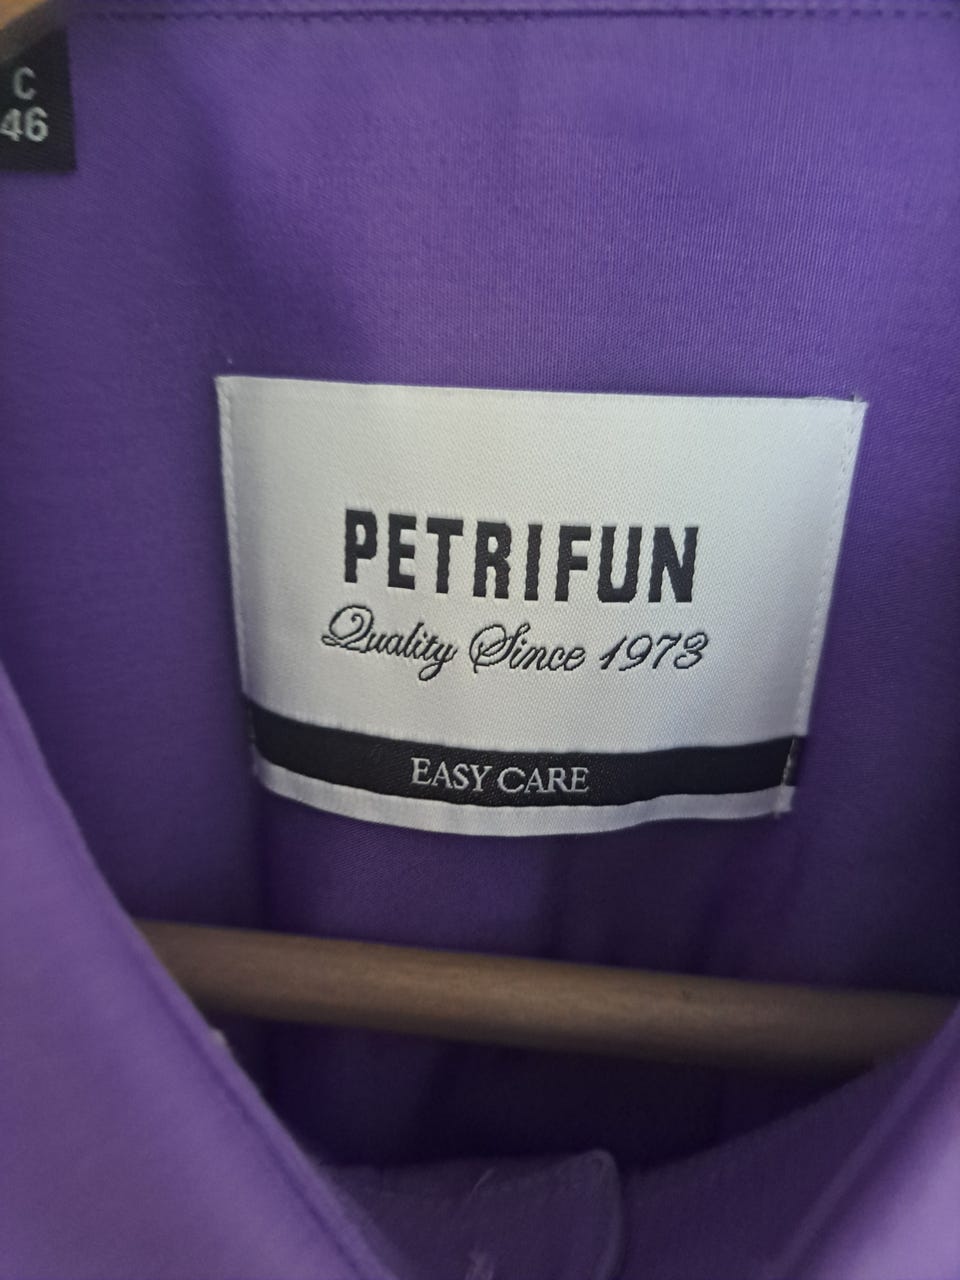 C
46
PETRIFUN
Quality Since 1973
EASY CARE